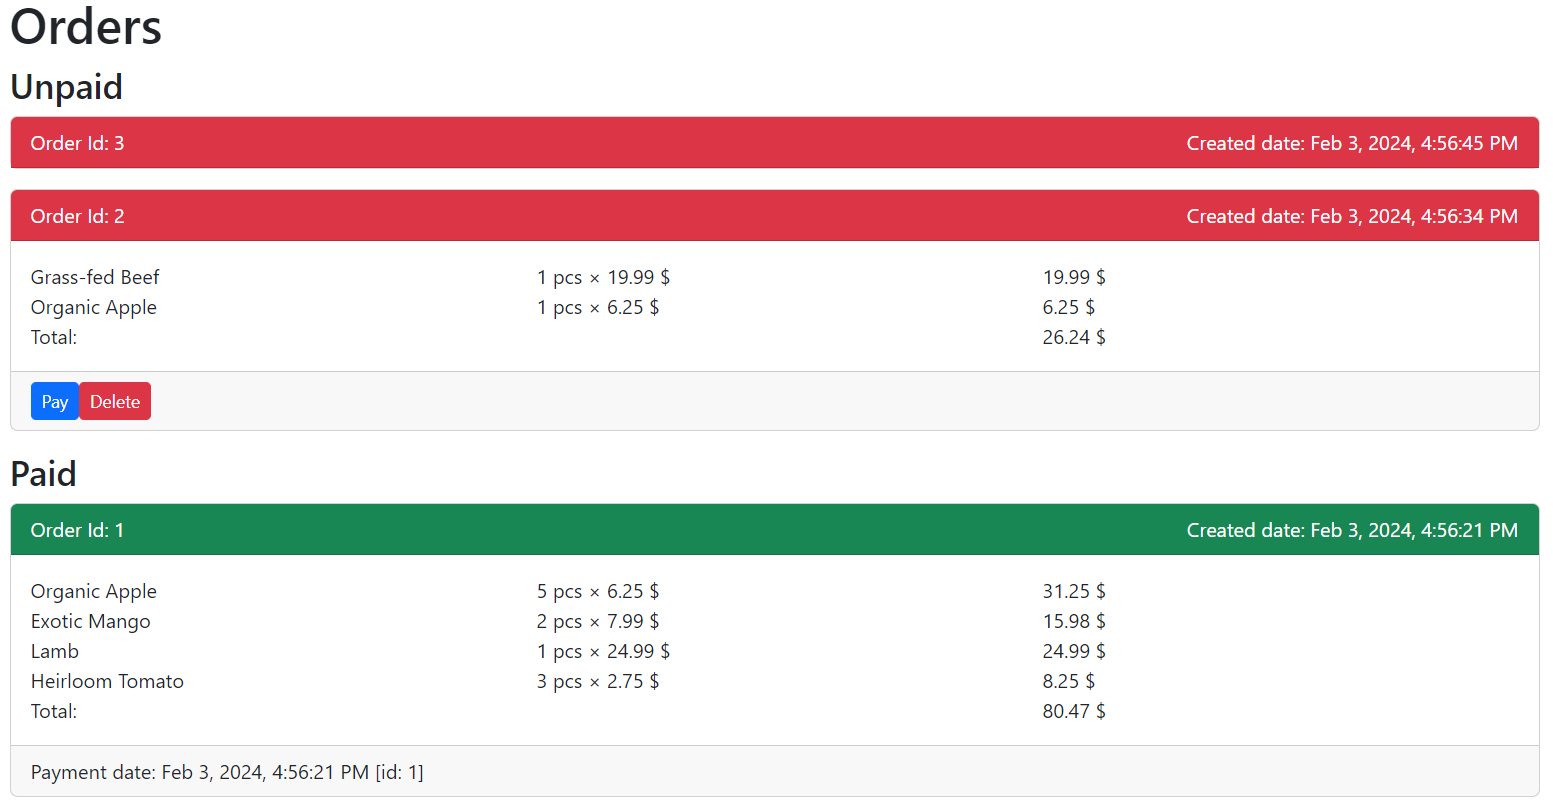 Orders
Unpaid
Order Id: 3 Created date: Feb 3, 2024, 4:56:45 PM
Order Id: 2 Created date: Feb 3, 2024, 4:56:34 PM
Grass-fed Beef 1 pcs × 19.99 $ 19.99 $
Organic Apple 1 pcs × 6.25 $ 6.25 $
Total: 26.24 $
Pay Delete
Paid
Order Id: 1 Created date: Feb 3, 2024, 4:56:21 PM
Organic Apple 5 pcs × 6.25 $ 31.25 $
Exotic Mango 2 pcs × 7.99 $ 15.98 $
Lamb 1 pcs × 24.99 $ 24.99 $
Heirloom Tomato 3 pcs × 2.75 $ 8.25 $
Total: 80.47 $
Payment date: Feb 3, 2024, 4:56:21 PM [id: 1]